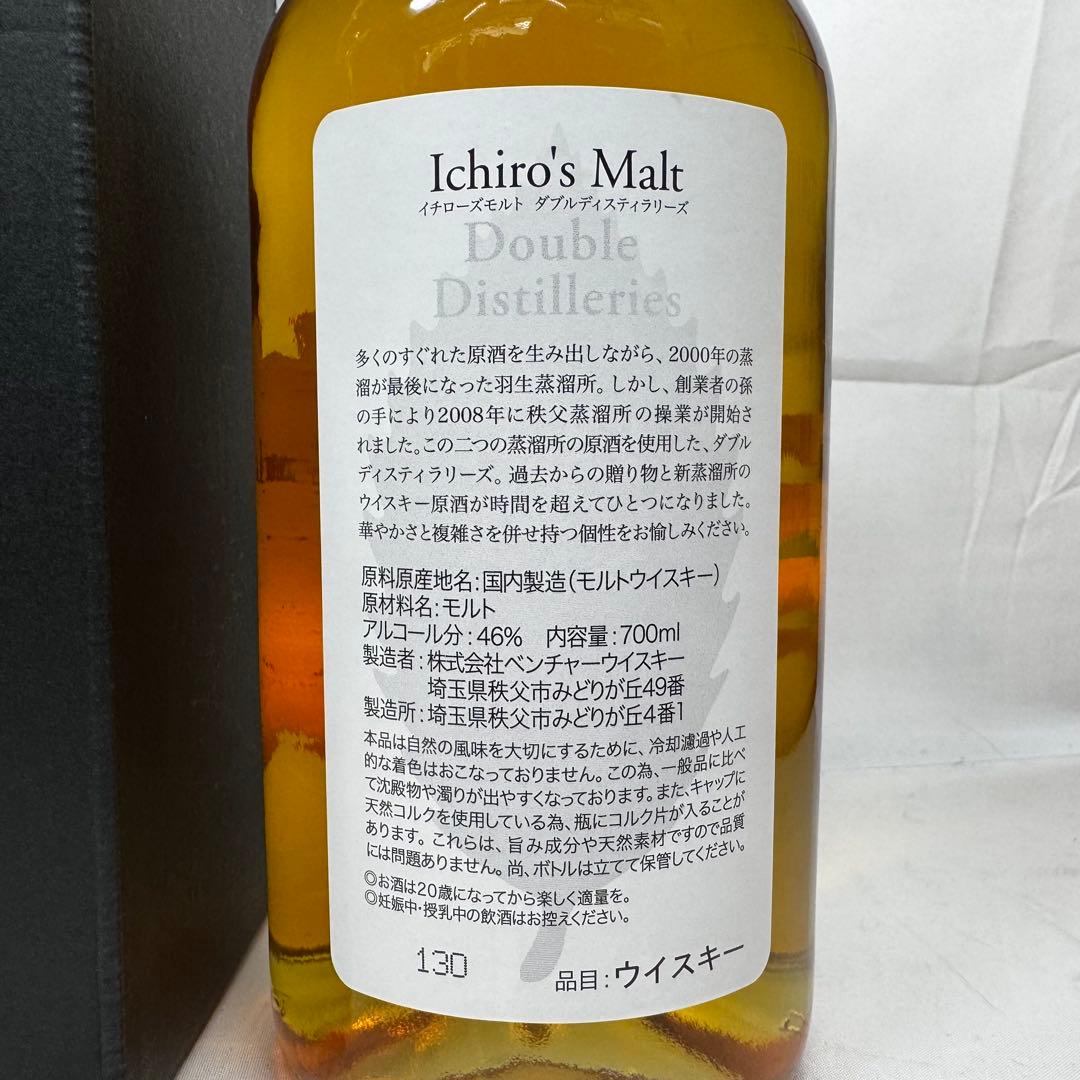 Ichiro's Malt
イチローズモルト ダブルディスティラリーズ
Double
Distilleries
多くのすぐれた原酒を生み出しながら、2000年の蒸
溜が最後になった羽生蒸溜所。しかし、創業者の孫
の手により2008年に秩父蒸溜所の操業が開始さ
れました。この二つの蒸溜所の原酒を使用した、ダブル
ディスティラリーズ。過去からの贈り物と新蒸溜所の
ウイスキー原酒が時間を超えてひとつになりました。
華やかさと複雑さを併せ持つ個性をお愉しみください。
原料原産地名：国内製造（モルトウイスキー）
原材料名：モルト
アルコール分：46% 内容量：700ml
製造者：株式会社ベンチャーウイスキー
埼玉県秩父市みどりが丘49番
製造所：埼玉県秩父市みどりが丘4番1
本品は自然の風味を大切にするために、冷却濾過や人工
的な着色はおこなっておりません。この為、一般品に比べ
て沈殿物や濁りが出やすくなっております。また、キャップに
天然コルクを使用している為、瓶にコルク片が入ることが
あります。これらは、旨み成分や天然素材ですので品質
には問題ありません。尚、ボトルは立てて保管してください。
◎お酒は20歳になってから楽しく適量を。
◎妊娠中・授乳中の飲酒はお控えください。
130
品目：ウイスキー